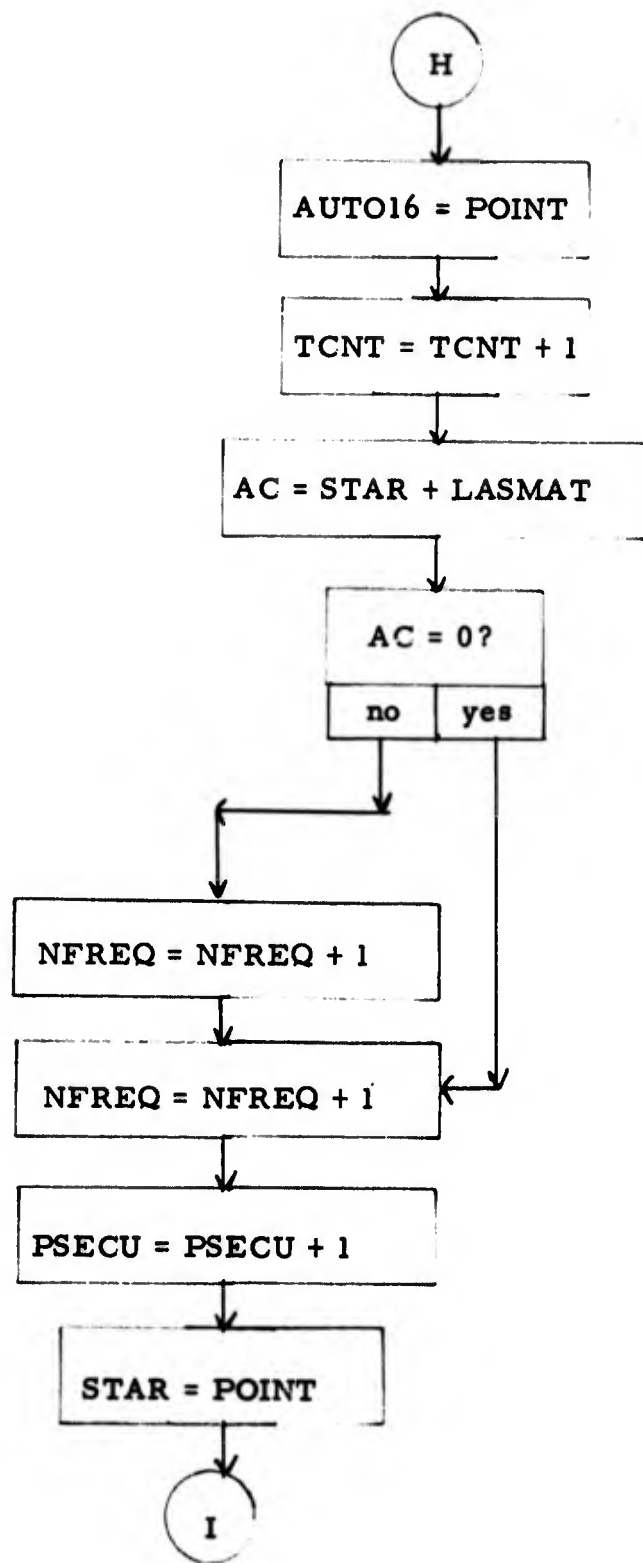 H
AUTO16 = POINT
TCNT = TCNT + 1
AC = STAR + LASMAT
AC = 0?
no yes
NFREQ = NFREQ + 1
NFREQ = NFREQ + 1
PSECU = PSECU + 1
STAR = POINT
I